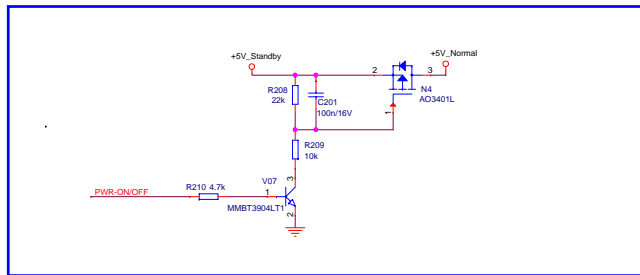 +5V_Standby
+5V_Normal
2
3
N4
AO3401L
R208
22k
C201
100n/16V
1
R209
10k
3
V07
PWR-ON/OFF
R210 4.7k
1
MMBT3904LT1
2